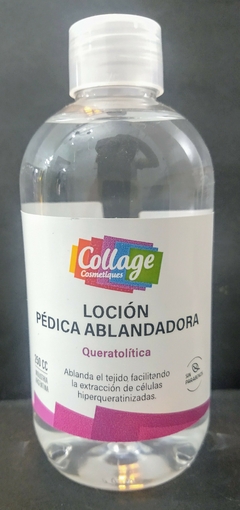 Collage
Cosmetiques
LOCIÓN
PÉDICA ABLANDADORA
Queratolítica
Ablanda el tejido facilitando
la extracción de células
hiperqueratinizadas.
250 CC